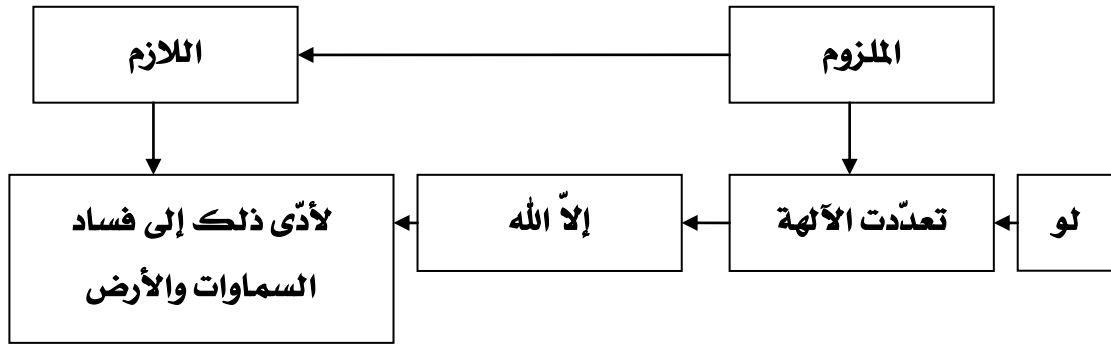 الملزوم
اللازم
لو
تعدّدت الآلهة
إلاّ الله
لأدّى ذلك إلى فساد
السماوات والأرض